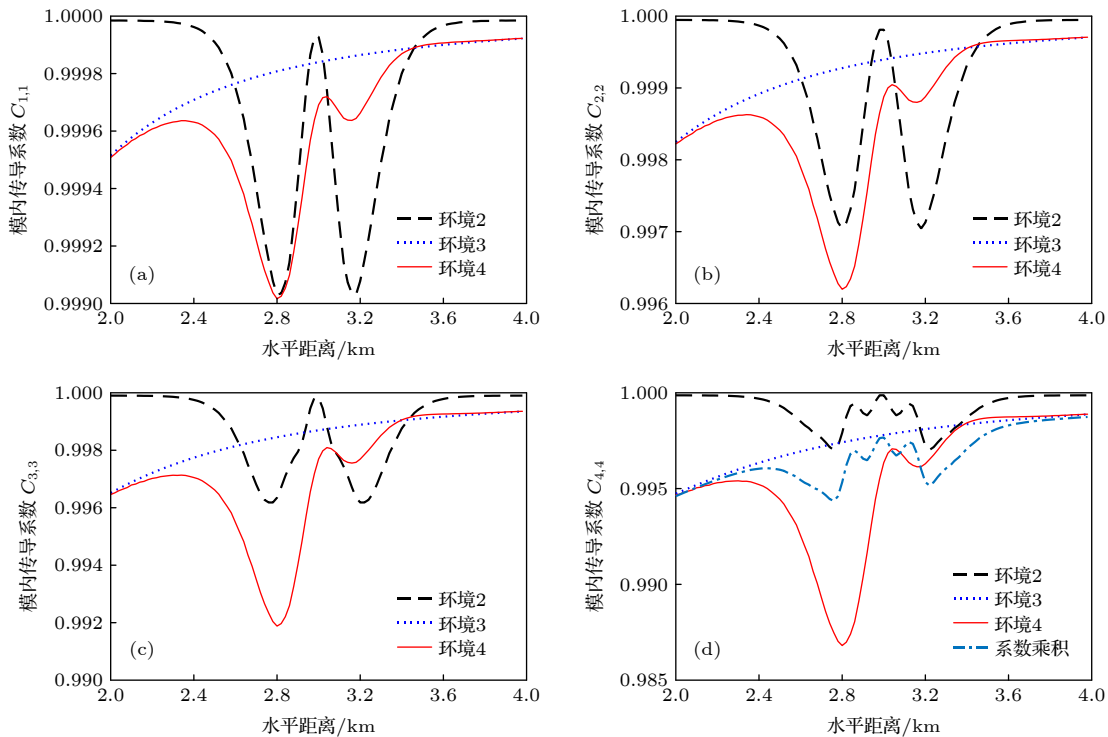 1.0000
0.9998
0.9996
0.9994
0.9992
0.9990
模内传导系数 C1,1
环境2
环境3
环境4
(a)
2.0 2.4 2.8 3.2 3.6 4.0
水平距离/km
1.000
0.999
0.998
0.997
0.996
模内传导系数 C2,2
环境2
环境3
环境4
(b)
2.0 2.4 2.8 3.2 3.6 4.0
水平距离/km
1.000
0.998
0.996
0.994
0.992
0.990
模内传导系数 C3,3
环境2
环境3
环境4
(c)
2.0 2.4 2.8 3.2 3.6 4.0
水平距离/km
1.000
0.995
0.990
0.985
模内传导系数 C4,4
环境2
环境3
环境4
系数乘积
(d)
2.0 2.4 2.8 3.2 3.6 4.0
水平距离/km